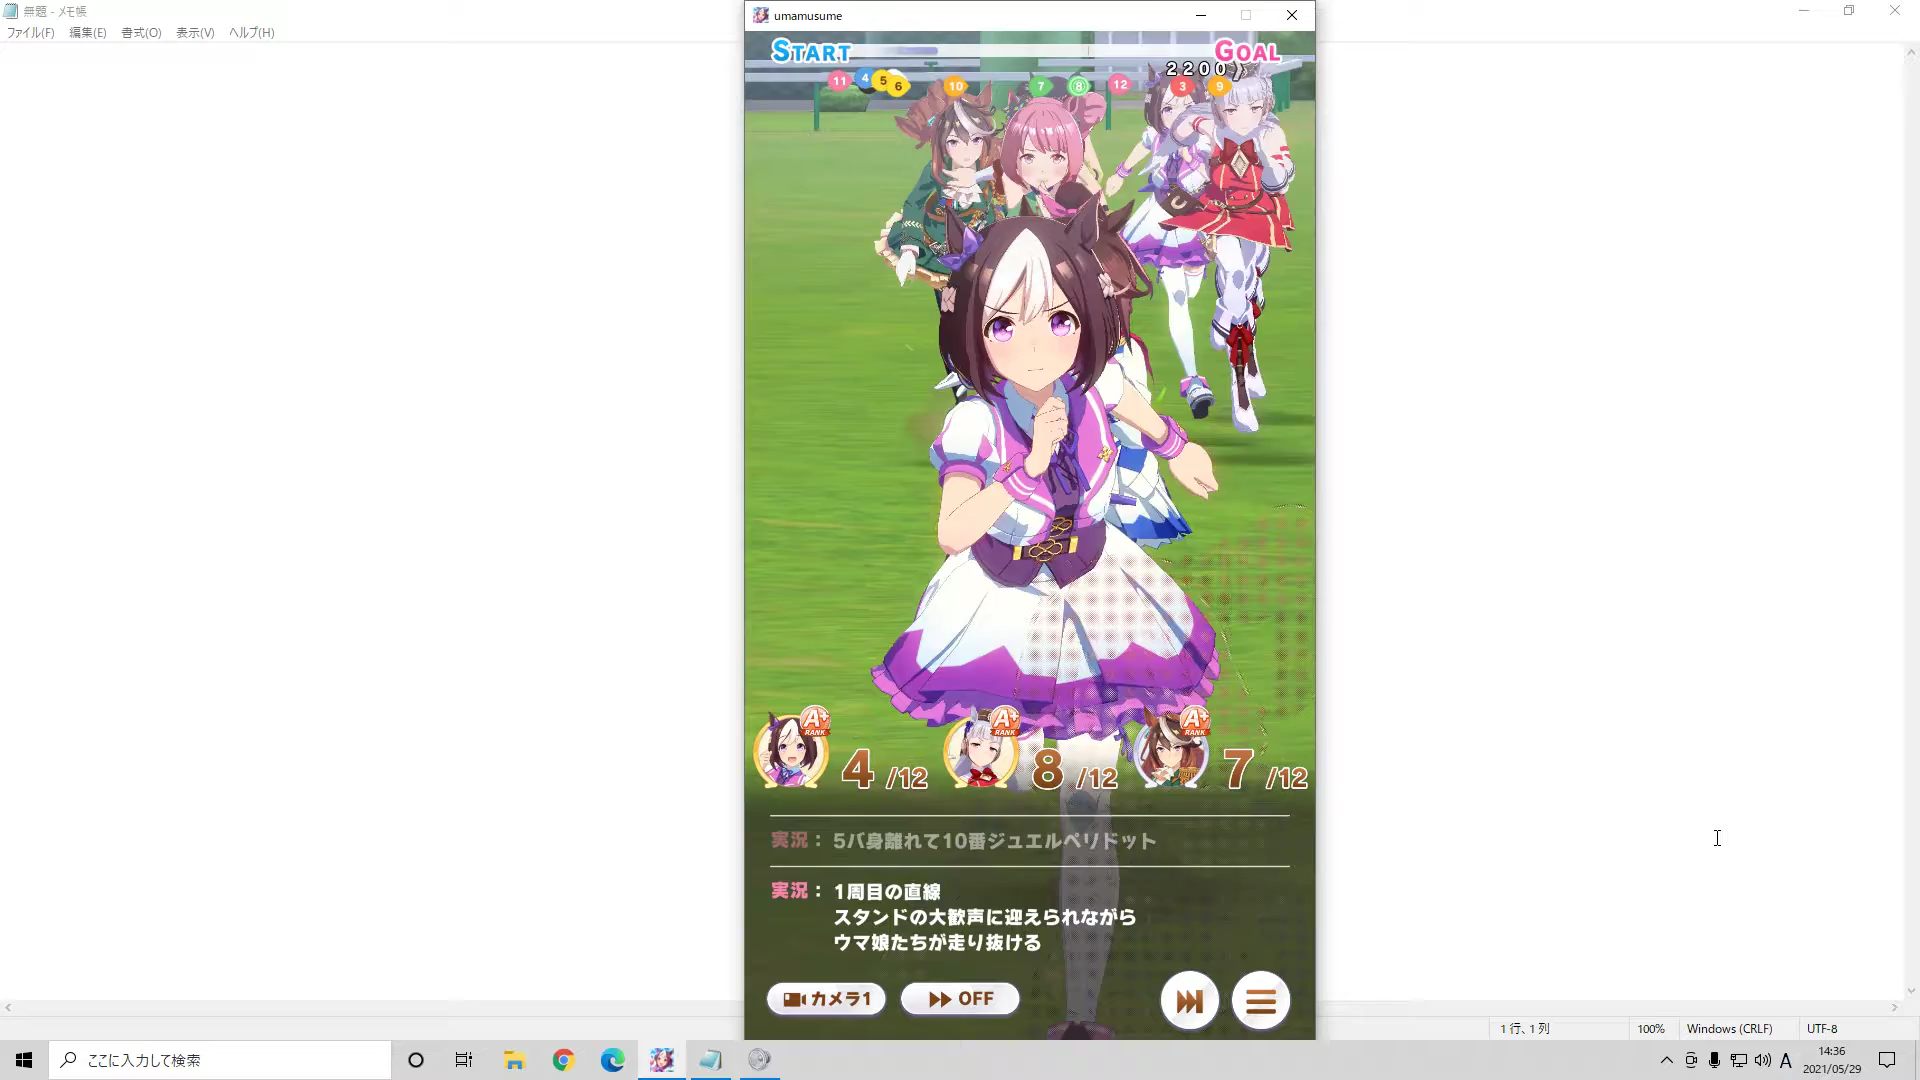 無題 - メモ帳
ファイル(F) 編集(E) 書式(O) 表示(V) ヘルプ(H)
umamusume
START
GOAL
2200
11 4 5 6 10 7 8 12 3 9
A+ RANK
4 /12
A+ RANK
8 /12
A+ RANK
7 /12
実況： 5バ身離れて10番ジュエルペリドット
実況： 1周目の直線
スタンドの大歓声に迎えられながら
ウマ娘たちが走り抜ける
カメラ1
OFF
1 行、1 列
100%
Windows (CRLF)
UTF-8
ここに入力して検索
A
14:36
2021/05/29